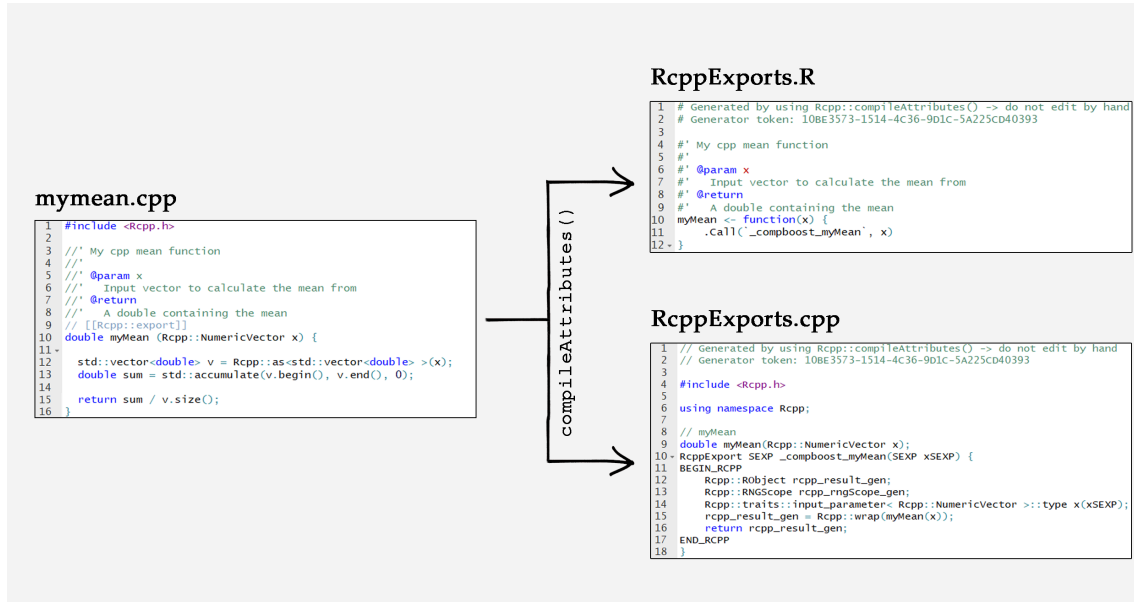 mymean.cpp
1 #include <Rcpp.h>
2
3 //' My cpp mean function
4 //'
5 //' @param x
6 //'   Input vector to calculate the mean from
7 //' @return
8 //'   A double containing the mean
9 // [[Rcpp::export]]
10 double myMean (Rcpp::NumericVector x) {
11
12   std::vector<double> v = Rcpp::as<std::vector<double> >(x);
13   double sum = std::accumulate(v.begin(), v.end(), 0);
14
15   return sum / v.size();
16 }
compileAttributes()
RcppExports.R
1 # Generated by using Rcpp::compileAttributes() -> do not edit by hand
2 # Generator token: 10BE3573-1514-4C36-9D1C-5A225CD40393
3
4 #' My cpp mean function
5 #'
6 #' @param x
7 #'   Input vector to calculate the mean from
8 #' @return
9 #'   A double containing the mean
10 myMean <- function(x) {
11     .Call(`_compboost_myMean`, x)
12 }
RcppExports.cpp
1 // Generated by using Rcpp::compileAttributes() -> do not edit by hand
2 // Generator token: 10BE3573-1514-4C36-9D1C-5A225CD40393
3
4 #include <Rcpp.h>
5
6 using namespace Rcpp;
7
8 // myMean
9 double myMean(Rcpp::NumericVector x);
10 RcppExport SEXP _compboost_myMean(SEXP xSEXP) {
11 BEGIN_RCPP
12     Rcpp::RObject rcpp_result_gen;
13     Rcpp::RNGScope rcpp_rngScope_gen;
14     Rcpp::traits::input_parameter< Rcpp::NumericVector >::type x(xSEXP);
15     rcpp_result_gen = Rcpp::wrap(myMean(x));
16     return rcpp_result_gen;
17 END_RCPP
18 }